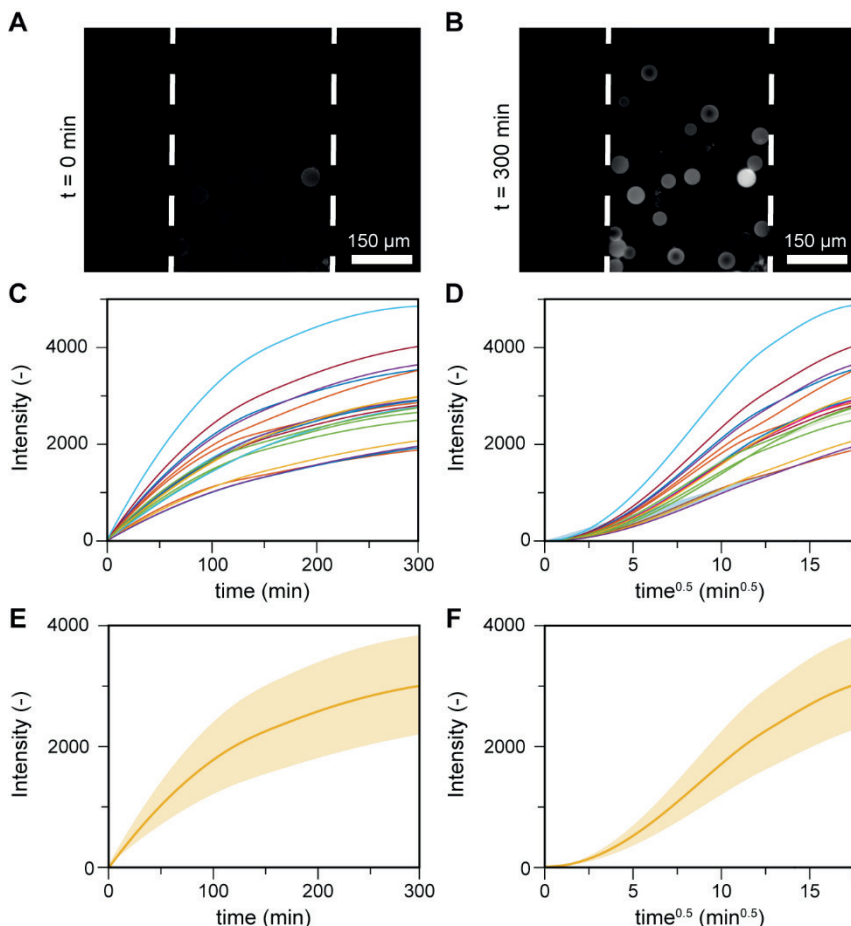 A
B
t = 0 min
150 µm
t = 300 min
150 µm
C
D
Intensity (-)
4000
2000
0
0
100
200
300
time (min)
Intensity (-)
4000
2000
0
0
5
10
15
time^0.5 (min^0.5)
E
F
Intensity (-)
4000
2000
0
0
100
200
300
time (min)
Intensity (-)
4000
2000
0
0
5
10
15
time^0.5 (min^0.5)